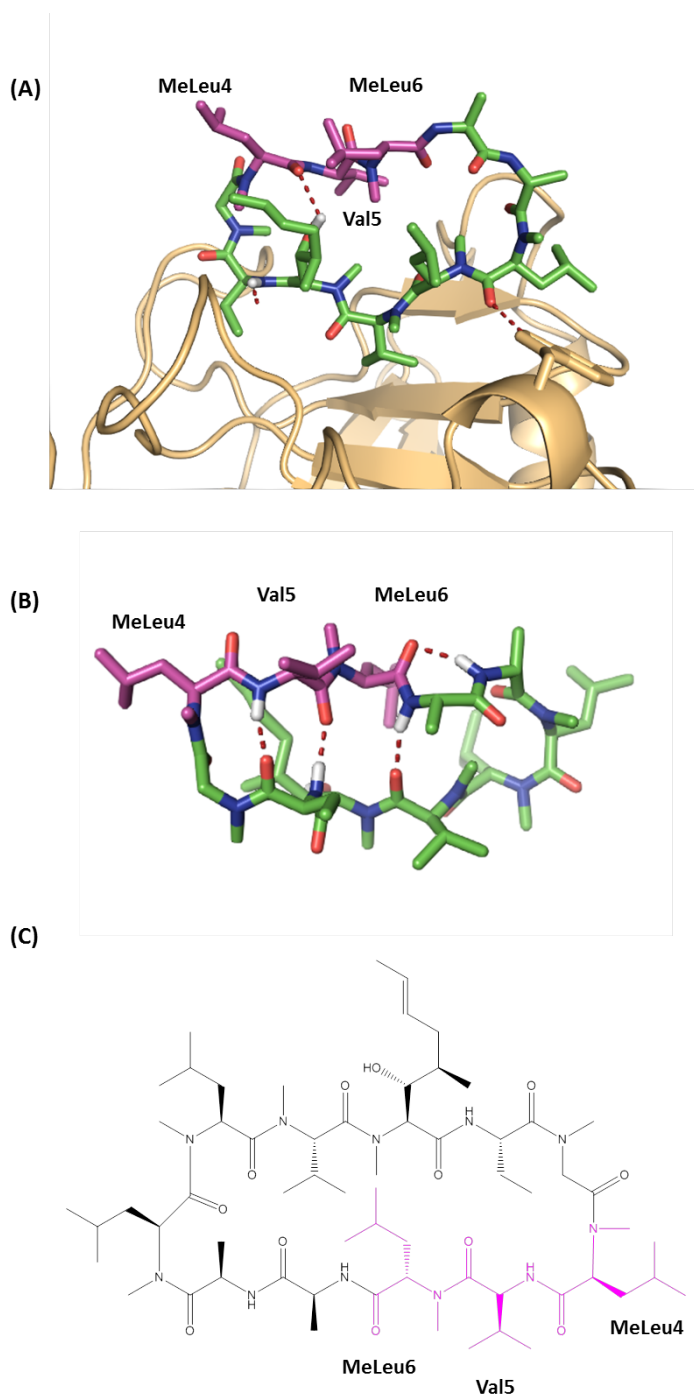 (A)
MeLeu4 MeLeu6
Val5
(B)
Val5 MeLeu6
MeLeu4
(C)
HO
O O
H
N N N
N N N
O O O
O
N
O O
H H
N N N N N
H
O O O
MeLeu4
MeLeu6
Val5